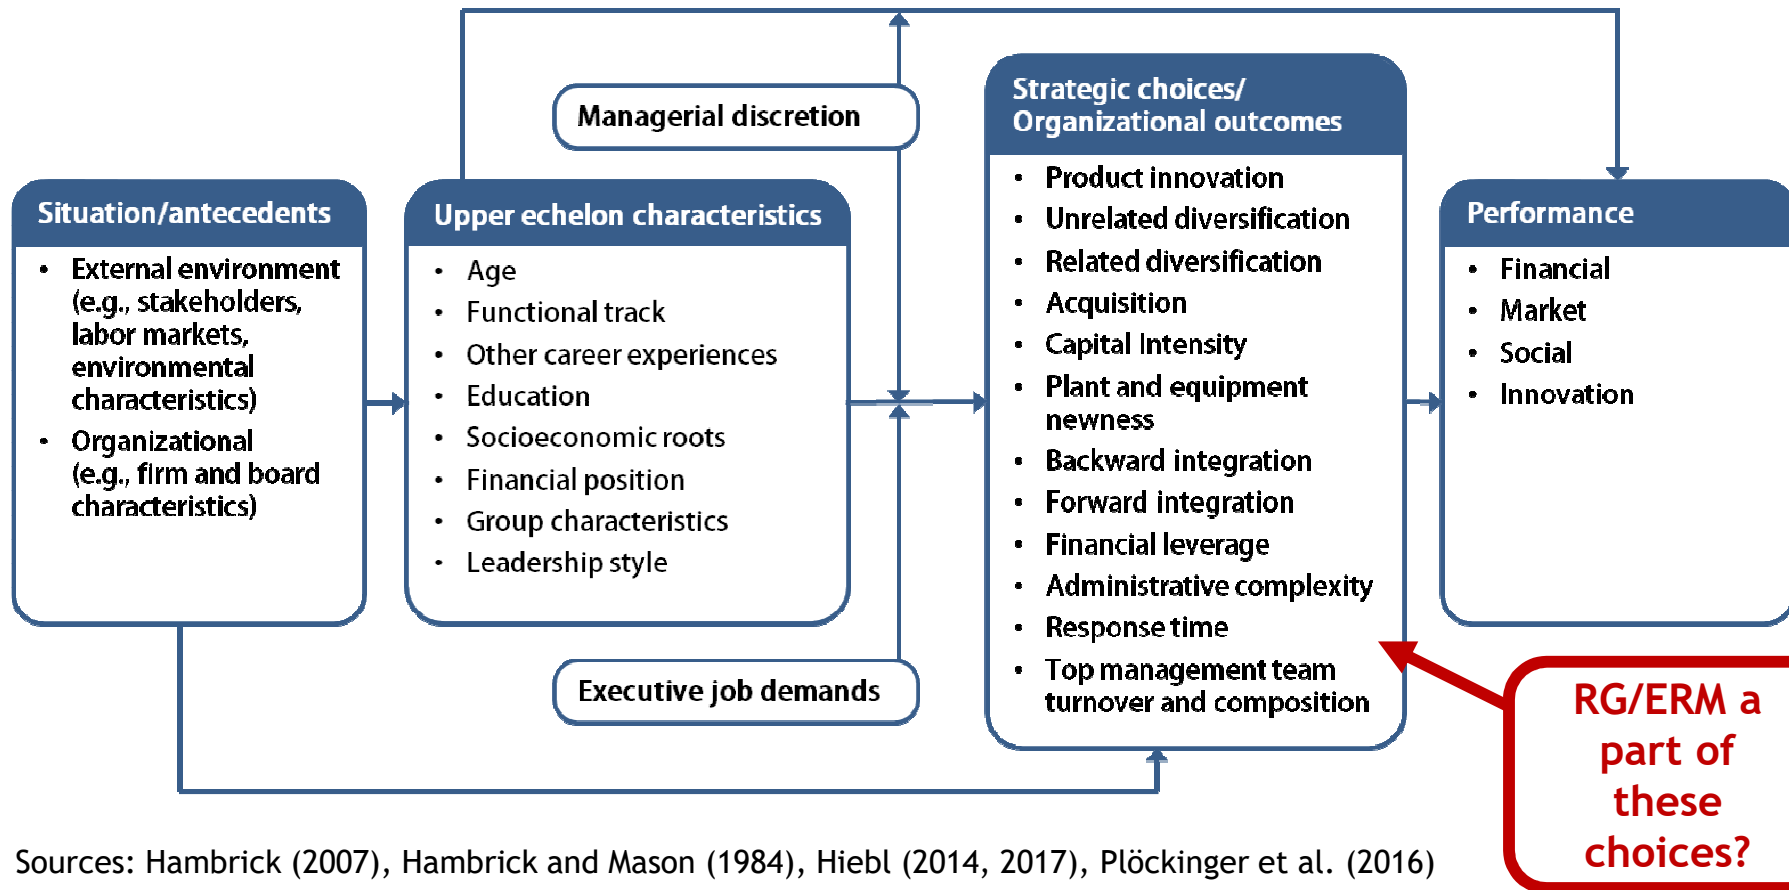 Managerial discretion
Situation/antecedents
• External environment
(e.g., stakeholders,
labor markets,
environmental
characteristics)
• Organizational
(e.g., firm and board
characteristics)
Upper echelon characteristics
• Age
• Functional track
• Other career experiences
• Education
• Socioeconomic roots
• Financial position
• Group characteristics
• Leadership style
Executive job demands
Strategic choices/
Organizational outcomes
• Product innovation
• Unrelated diversification
• Related diversification
• Acquisition
• Capital Intensity
• Plant and equipment
newness
• Backward integration
• Forward integration
• Financial leverage
• Administrative complexity
• Response time
• Top management team
turnover and composition
Performance
• Financial
• Market
• Social
• Innovation
RG/ERM a
part of
these
choices?
Sources: Hambrick (2007), Hambrick and Mason (1984), Hiebl (2014, 2017), Plöckinger et al. (2016)